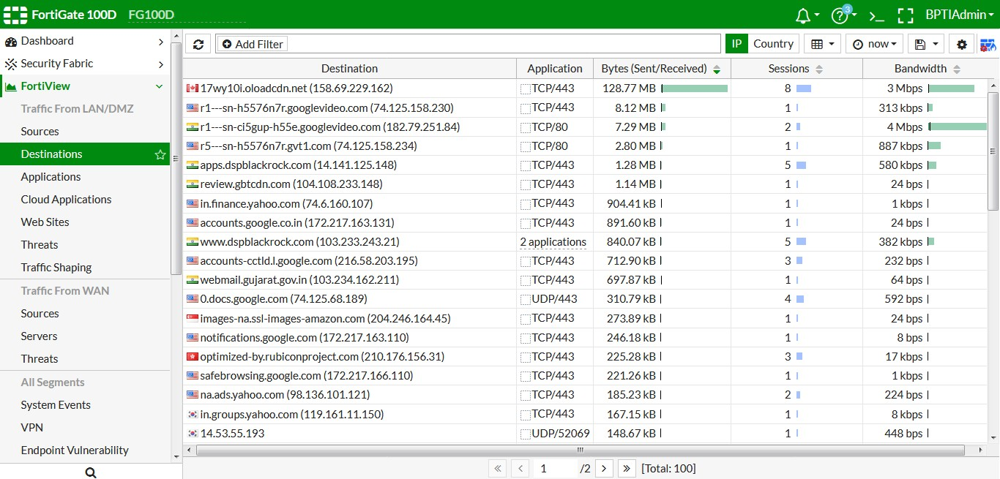 FortiGate 100D FG100D 3 >_ BPTIAdmin
Dashboard
Security Fabric
FortiView
Traffic From LAN/DMZ
Sources
Destinations
Applications
Cloud Applications
Web Sites
Threats
Traffic Shaping
Traffic From WAN
Sources
Servers
Threats
All Segments
System Events
VPN
Endpoint Vulnerability
Add Filter IP Country now
Destination Application Bytes (Sent/Received) Sessions Bandwidth
17wy10i.oloadcdn.net (158.69.229.162) TCP/443 128.77 MB 8 3 Mbps
r1---sn-h5576n7r.googlevideo.com (74.125.158.230) TCP/443 8.12 MB 1 313 kbps
r1---sn-ci5gup-h55e.googlevideo.com (182.79.251.84) TCP/80 7.29 MB 2 4 Mbps
r5---sn-h5576n7r.gvt1.com (74.125.158.234) TCP/80 2.80 MB 1 887 kbps
apps.dspblackrock.com (14.141.125.148) TCP/443 1.28 MB 5 580 kbps
review.gbtcdn.com (104.108.233.148) TCP/443 1.14 MB 1 24 bps
in.finance.yahoo.com (74.6.160.107) TCP/443 904.41 kB 1 1 kbps
accounts.google.co.in (172.217.163.131) TCP/443 891.60 kB 1 24 bps
www.dspblackrock.com (103.233.243.21) 2 applications 840.07 kB 5 382 kbps
accounts-cctld.l.google.com (216.58.203.195) TCP/443 712.90 kB 3 232 bps
webmail.gujarat.gov.in (103.234.162.211) TCP/443 697.87 kB 1 64 bps
0.docs.google.com (74.125.68.189) UDP/443 310.79 kB 4 592 bps
images-na.ssl-images-amazon.com (204.246.164.45) TCP/443 273.89 kB 1 24 bps
notifications.google.com (172.217.163.110) TCP/443 246.18 kB 1 8 bps
optimized-by.rubiconproject.com (210.176.156.31) TCP/443 225.28 kB 3 17 kbps
safebrowsing.google.com (172.217.166.110) TCP/443 221.26 kB 1 1 kbps
na.ads.yahoo.com (98.136.101.121) TCP/443 185.23 kB 2 224 bps
in.groups.yahoo.com (119.161.11.150) TCP/443 167.15 kB 1 8 kbps
14.53.55.193 UDP/52069 148.67 kB 1 448 bps
1 /2 [Total: 100]